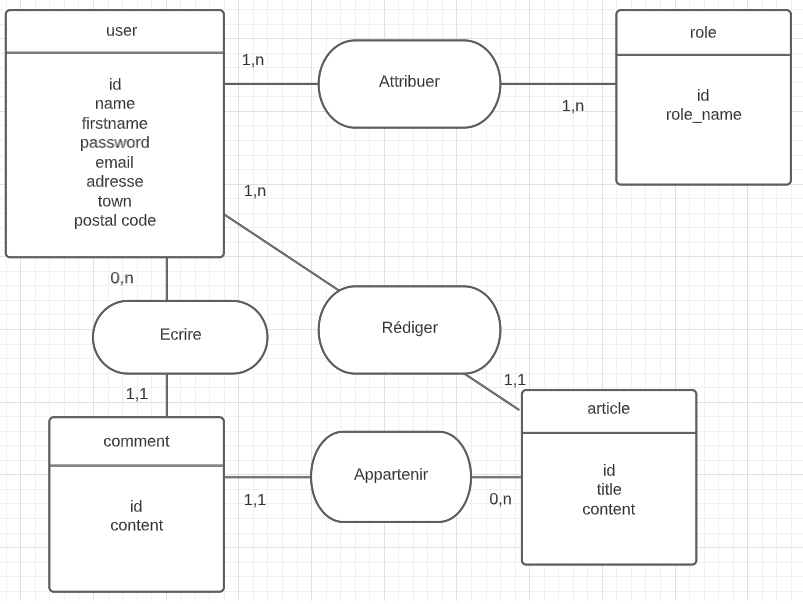 user
id
name
firstname
password
email
adresse
town
postal code
1,n
Attribuer
1,n
role
id
role_name
1,n
0,n
Ecrire
Rédiger
1,1
1,1
comment
id
content
1,1
Appartenir
0,n
article
id
title
content